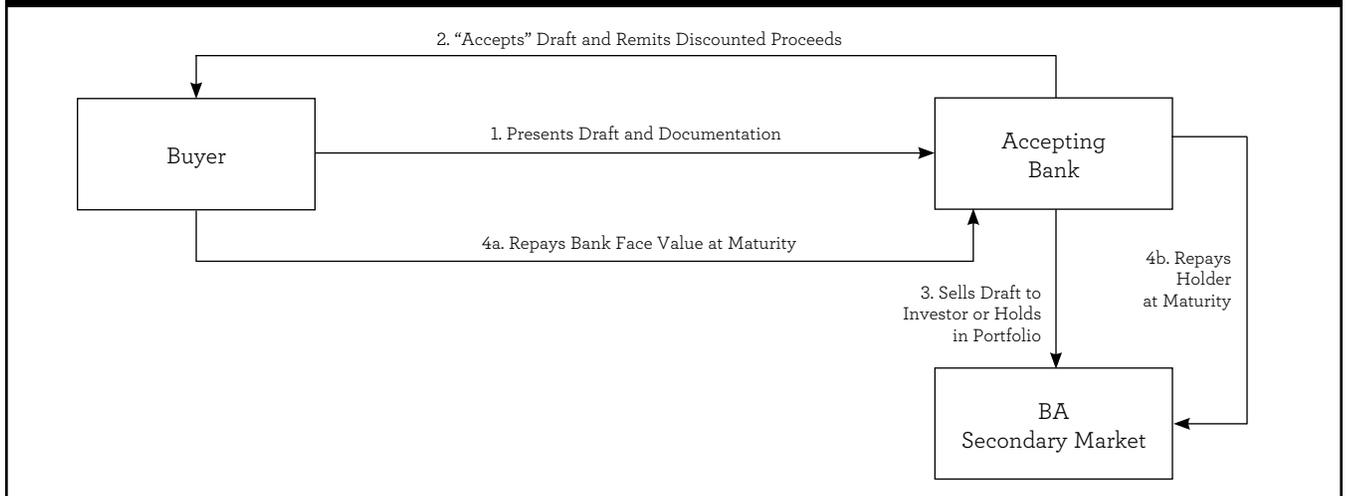 2. “Accepts” Draft and Remits Discounted Proceeds
Buyer
1. Presents Draft and Documentation
Accepting
Bank
4a. Repays Bank Face Value at Maturity
4b. Repays
Holder
at Maturity
3. Sells Draft to
Investor or Holds
in Portfolio
BA
Secondary Market